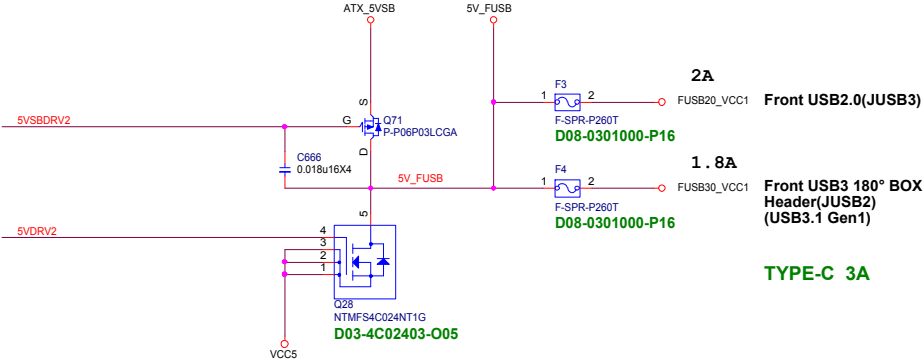 ATX_5VSB
5V_FUSB
2A
F3
1
2
FUSB20_VCC1
Front USB2.0(JUSB3)
F-SPR-P260T
D08-0301000-P16
S
G
Q71
P-P06P03LCGA
D
5VSBDRV2
C666
0.018u16X4
5V_FUSB
1.8A
F4
1
2
FUSB30_VCC1
Front USB3 180° BOX
Header(JUSB2)
(USB3.1 Gen1)
F-SPR-P260T
D08-0301000-P16
5
5VDRV2
4
3
2
1
TYPE-C 3A
Q28
NTMFS4C024NT1G
D03-4C02403-O05
VCC5